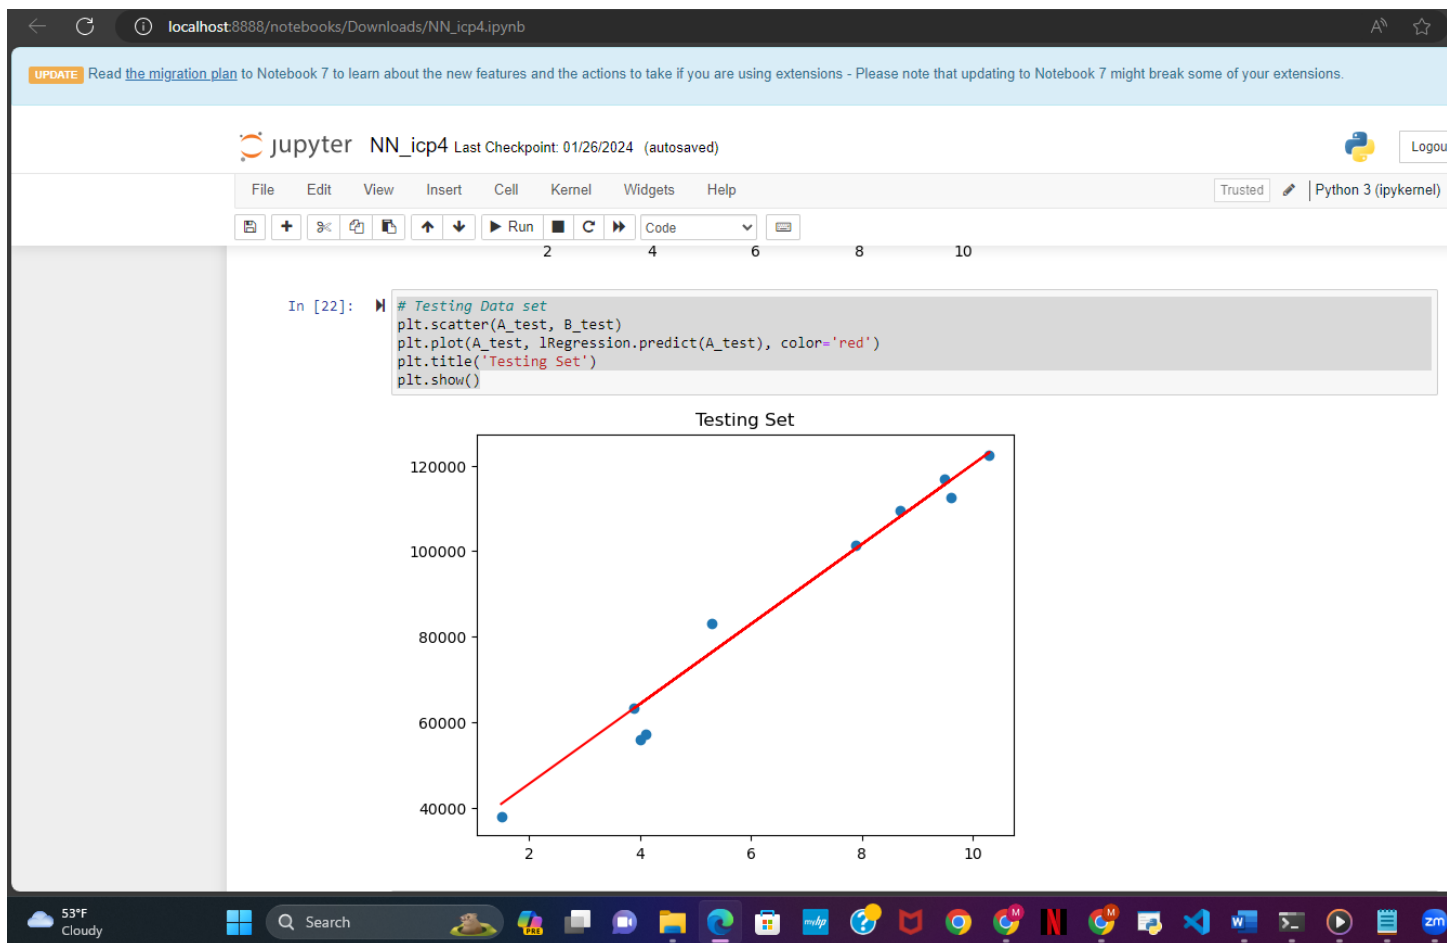 localhost:8888/notebooks/Downloads/NN_icp4.ipynb
UPDATE Read the migration plan to Notebook 7 to learn about the new features and the actions to take if you are using extensions - Please note that updating to Notebook 7 might break some of your extensions.
jupyter NN_icp4 Last Checkpoint: 01/26/2024 (autosaved)
Logou
File Edit View Insert Cell Kernel Widgets Help
Trusted Python 3 (ipykernel)
Run Code
2 4 6 8 10
In [22]: # Testing Data set
plt.scatter(A_test, B_test)
plt.plot(A_test, lRegression.predict(A_test), color='red')
plt.title('Testing Set')
plt.show()
Testing Set
120000
100000
80000
60000
40000
2 4 6 8 10
53°F
Cloudy
Search
PRE
mhp
M
N
M
W
zm